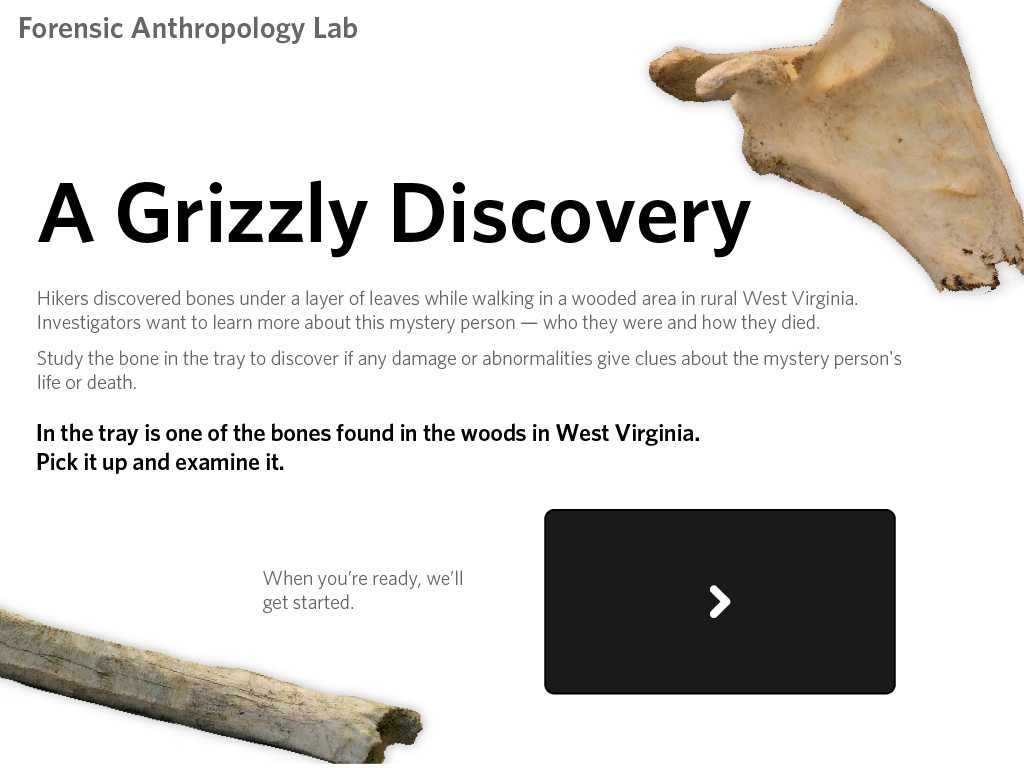 Forensic Anthropology Lab
A Grizzly Discovery
Hikers discovered bones under a layer of leaves while walking in a wooded area in rural West Virginia.
Investigators want to learn more about this mystery person — who they were and how they died.
Study the bone in the tray to discover if any damage or abnormalities give clues about the mystery person's
life or death.
In the tray is one of the bones found in the woods in West Virginia.
Pick it up and examine it.
When you’re ready, we’ll
get started.